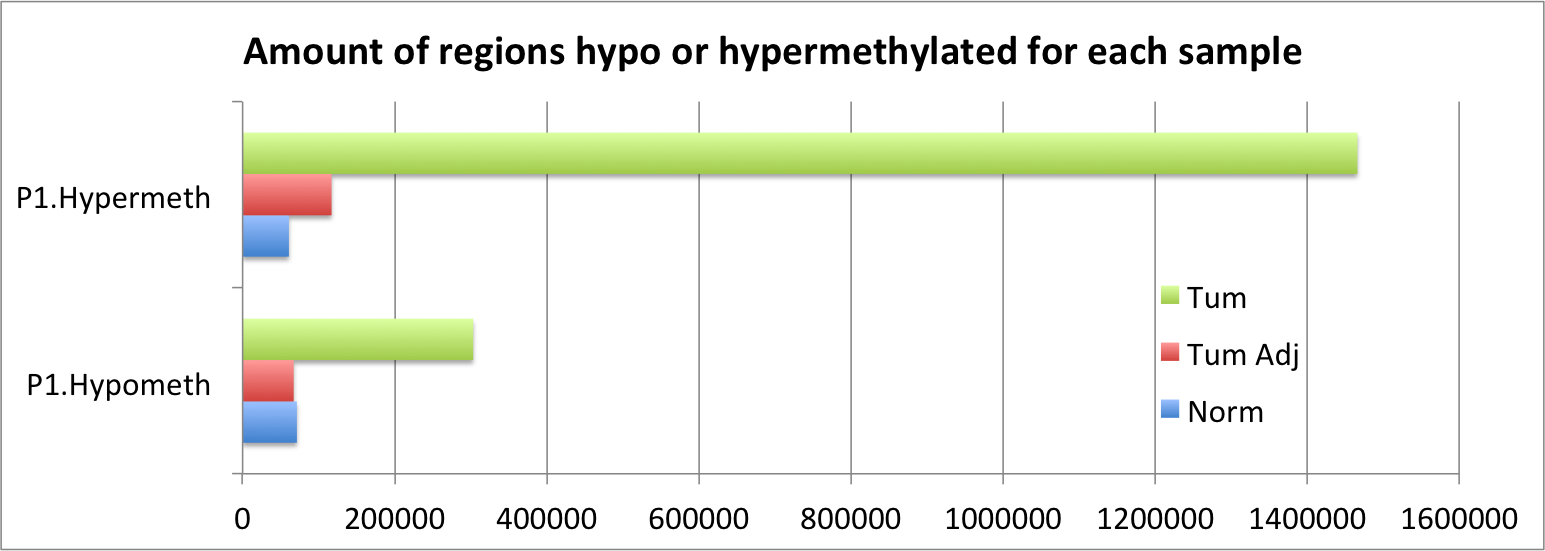 Amount of regions hypo or hypermethylated for each sample
P1.Hypermeth
P1.Hypometh
Tum
Tum Adj
Norm
0 200000 400000 600000 800000 1000000 1200000 1400000 1600000